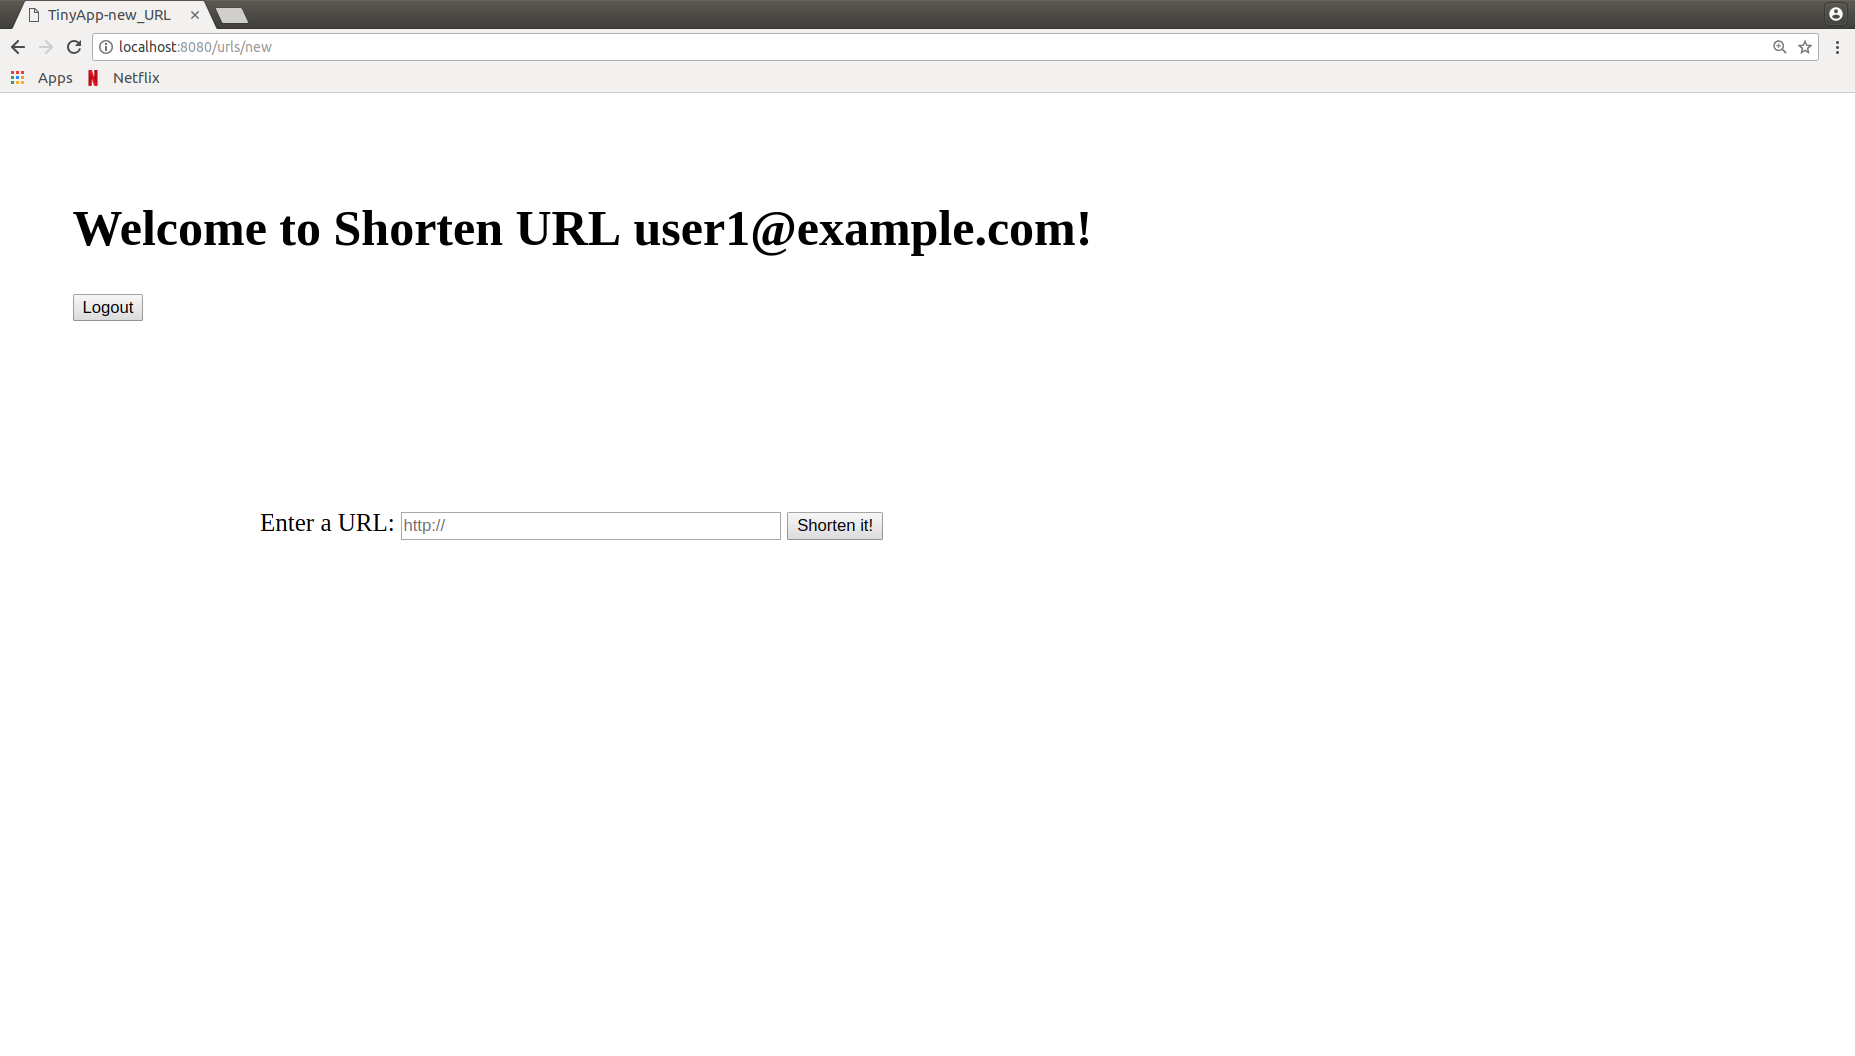 TinyApp-new_URL
localhost:8080/urls/new
Apps Netflix
Welcome to Shorten URL user1@example.com!
Logout
Enter a URL: http:// Shorten it!